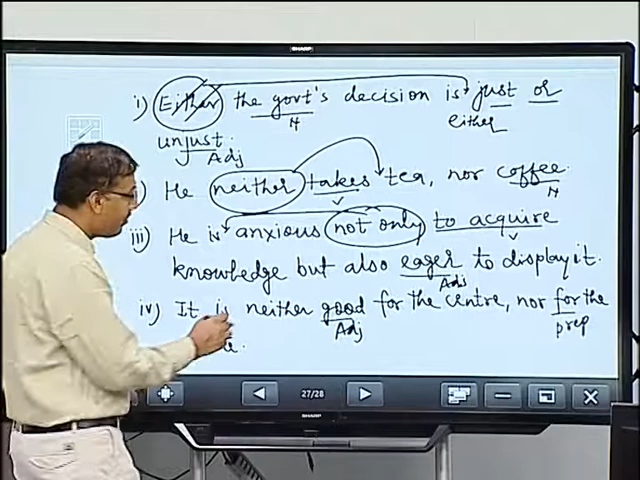 SHARP
i) Either the govt's decision is just or
N either
unjust.
Adj
) He neither takes tea, nor coffee.
v N
iii) He is anxious not only to acquire
v
knowledge but also eager to display it.
Adj
iv) It is neither good for the centre, nor for the
Adj prep
27/28
SHARP